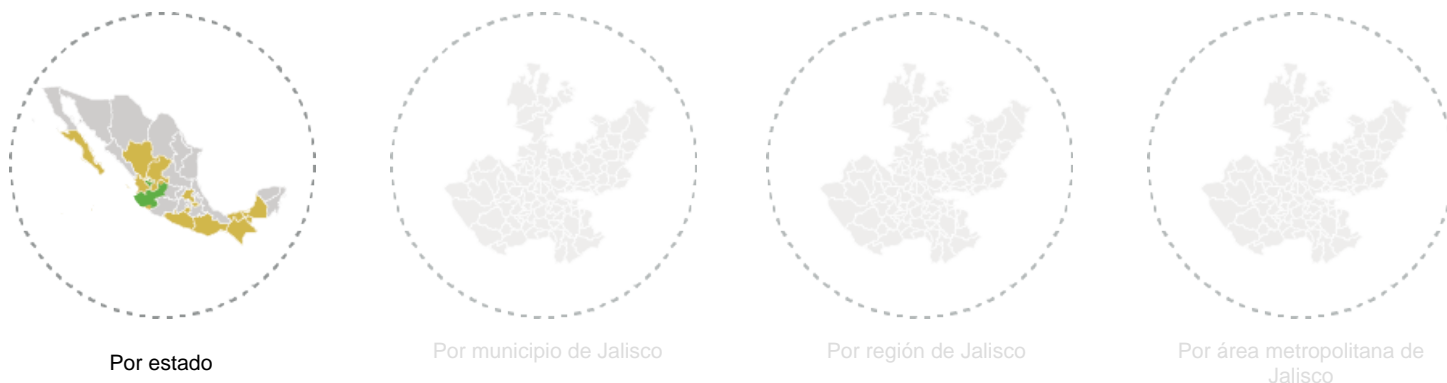 Por estado
Por municipio de Jalisco
Por región de Jalisco
Por área metropolitana de
Jalisco